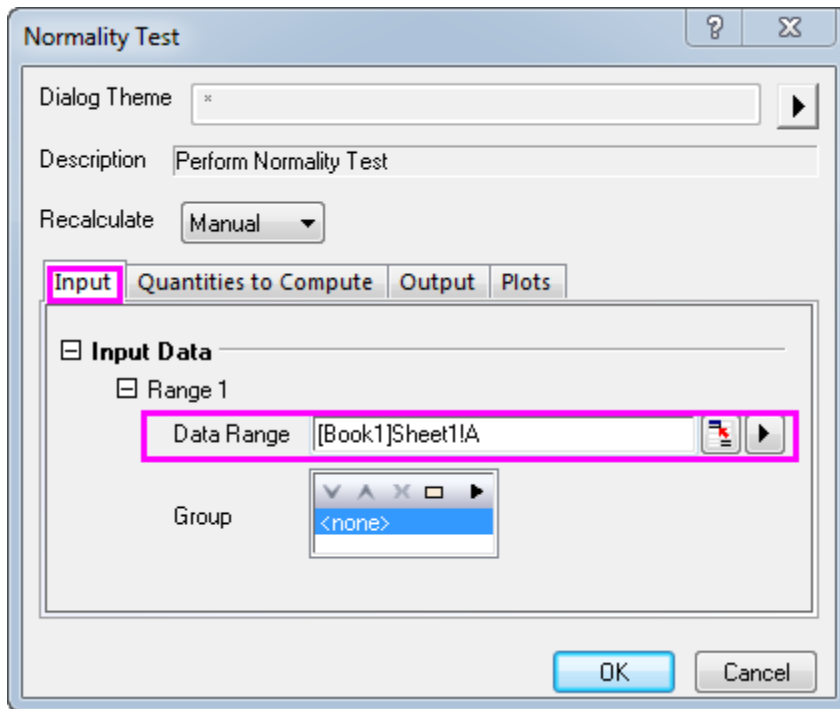 Normality Test
Dialog Theme *
Description Perform Normality Test
Recalculate Manual
Input Quantities to Compute Output Plots
Input Data
Range 1
Data Range [Book1]Sheet1!A
Group <none>
OK Cancel